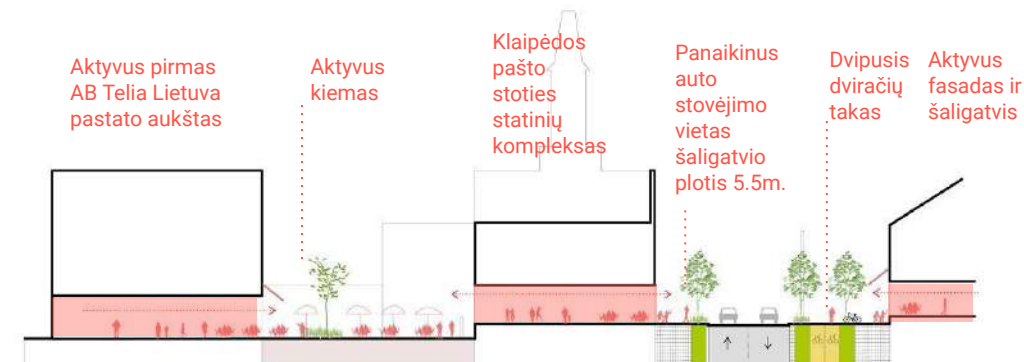 Aktyvus pirmas
AB Telia Lietuva
pastato aukštas
Aktyvus
kiemas
Klaipėdos
pašto
stoties
statinių
kompleksas
Panaikinus
auto
stovėjimo
vietas
šaligatvio
plotis 5.5m.
Dvipusis
dviračių
takas
Aktyvus
fasadas ir
šaligatvis